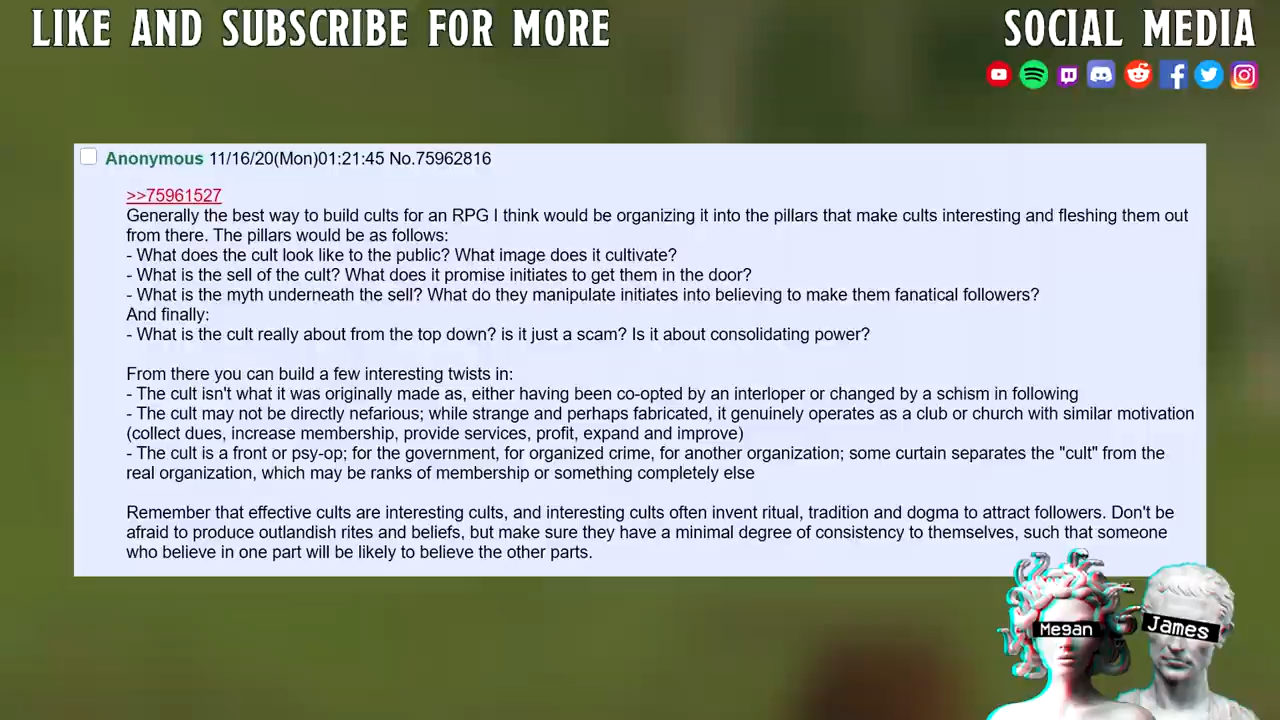 LIKE AND SUBSCRIBE FOR MORE
SOCIAL MEDIA
Anonymous 11/16/20(Mon)01:21:45 No.75962816
>>75961527
Generally the best way to build cults for an RPG I think would be organizing it into the pillars that make cults interesting and fleshing them out
from there. The pillars would be as follows:
- What does the cult look like to the public? What image does it cultivate?
- What is the sell of the cult? What does it promise initiates to get them in the door?
- What is the myth underneath the sell? What do they manipulate initiates into believing to make them fanatical followers?
And finally:
- What is the cult really about from the top down? is it just a scam? Is it about consolidating power?
From there you can build a few interesting twists in:
- The cult isn't what it was originally made as, either having been co-opted by an interloper or changed by a schism in following
- The cult may not be directly nefarious; while strange and perhaps fabricated, it genuinely operates as a club or church with similar motivation
(collect dues, increase membership, provide services, profit, expand and improve)
- The cult is a front or psy-op; for the government, for organized crime, for another organization; some curtain separates the "cult" from the
real organization, which may be ranks of membership or something completely else
Remember that effective cults are interesting cults, and interesting cults often invent ritual, tradition and dogma to attract followers. Don't be
afraid to produce outlandish rites and beliefs, but make sure they have a minimal degree of consistency to themselves, such that someone
who believe in one part will be likely to believe the other parts.
Megan
James